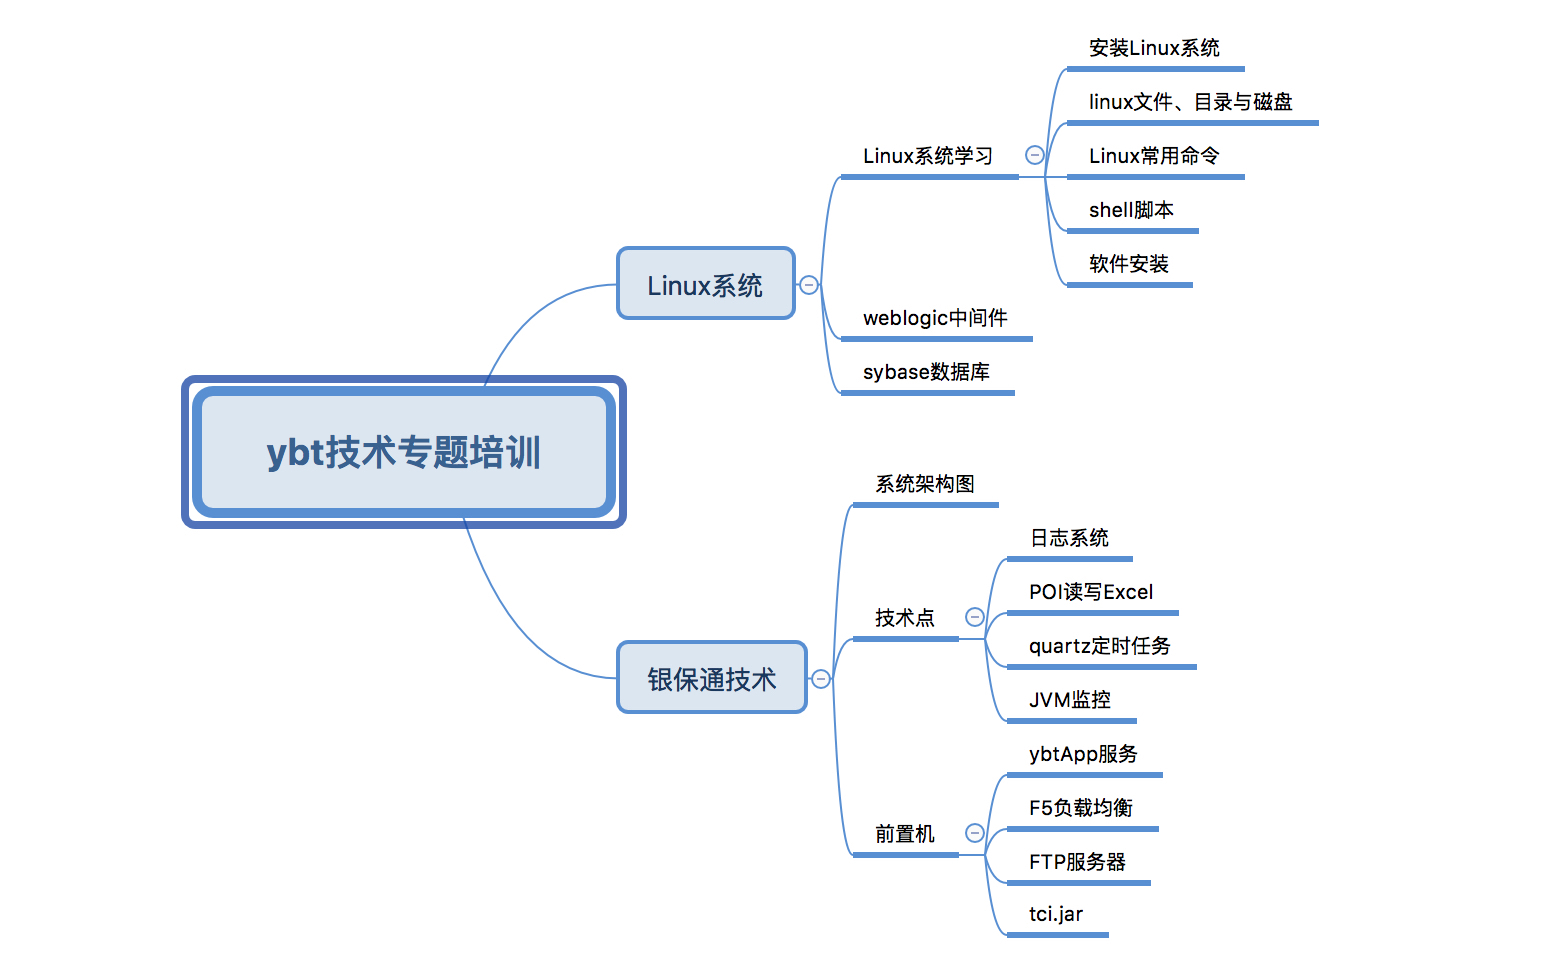 ybt技术专题培训
Linux系统
Linux系统学习
安装Linux系统
linux文件、目录与磁盘
Linux常用命令
shell脚本
软件安装
weblogic中间件
sybase数据库
银保通技术
系统架构图
技术点
日志系统
POI读写Excel
quartz定时任务
JVM监控
前置机
ybtApp服务
F5负载均衡
FTP服务器
tci.jar